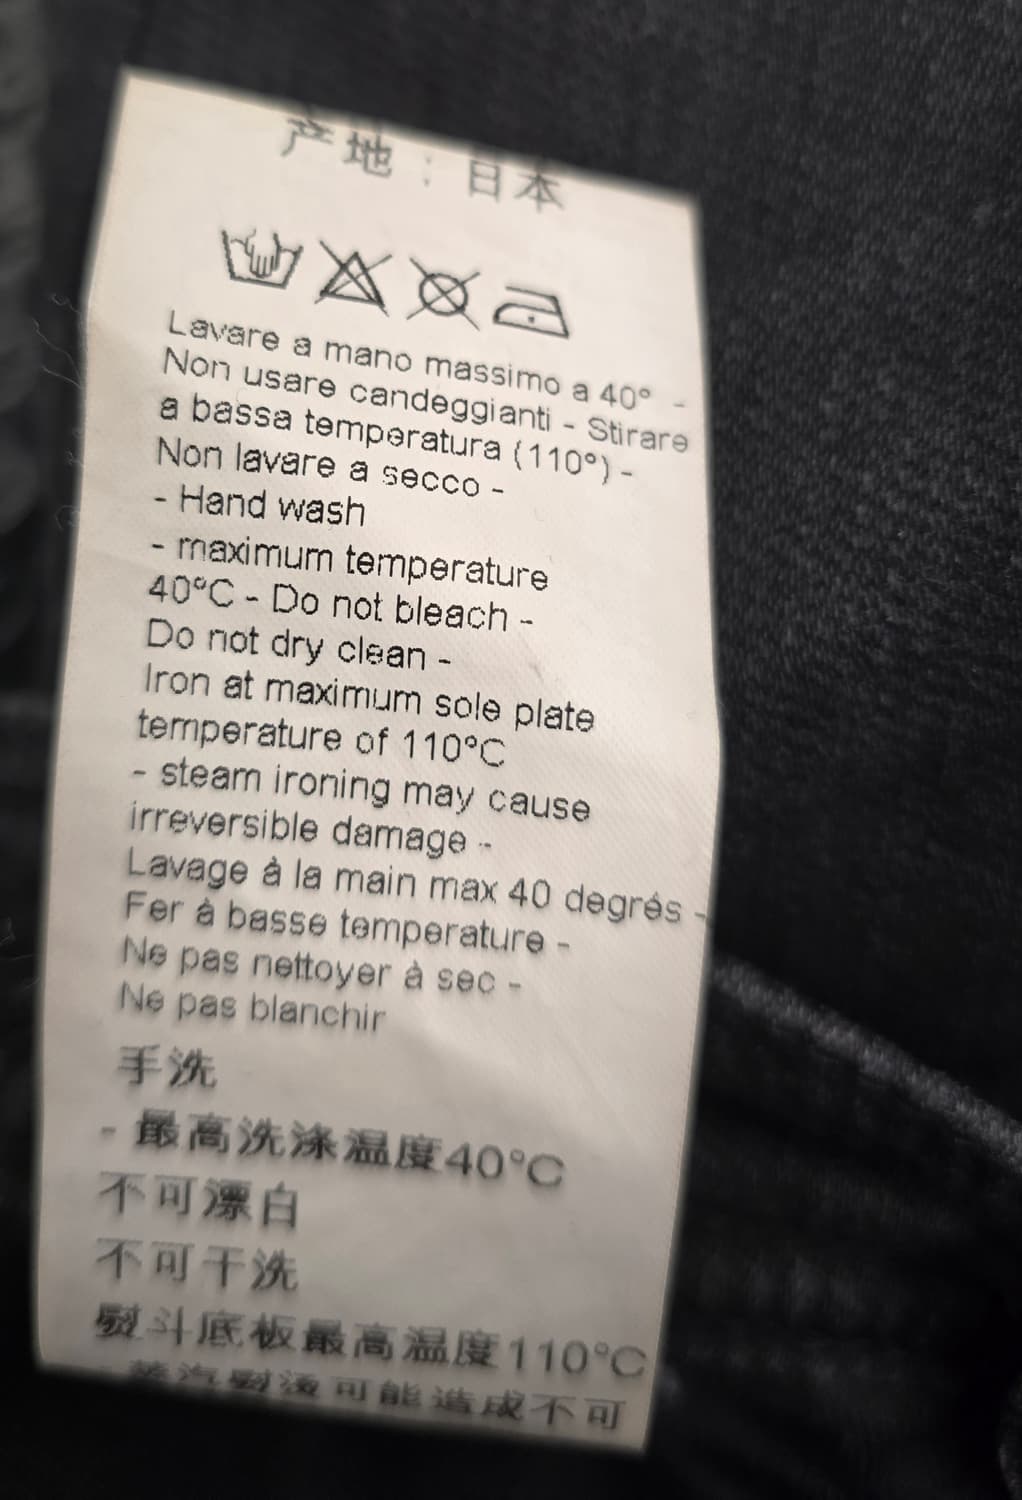 产地：日本
Lavare a mano massimo a 40° -
Non usare candeggianti - Stirare
a bassa temperatura (110°) -
Non lavare a secco -
- Hand wash
- maximum temperature
40°C - Do not bleach -
Do not dry clean -
Iron at maximum sole plate
temperature of 110°C
- steam ironing may cause
irreversible damage -
Lavage à la main max 40 degrés -
Fer à basse temperature -
Ne pas nettoyer à sec -
Ne pas blanchir
手洗
- 最高洗涤温度40°C
不可漂白
不可干洗
熨斗底板最高温度110°C
- 蒸汽熨烫可能造成不可